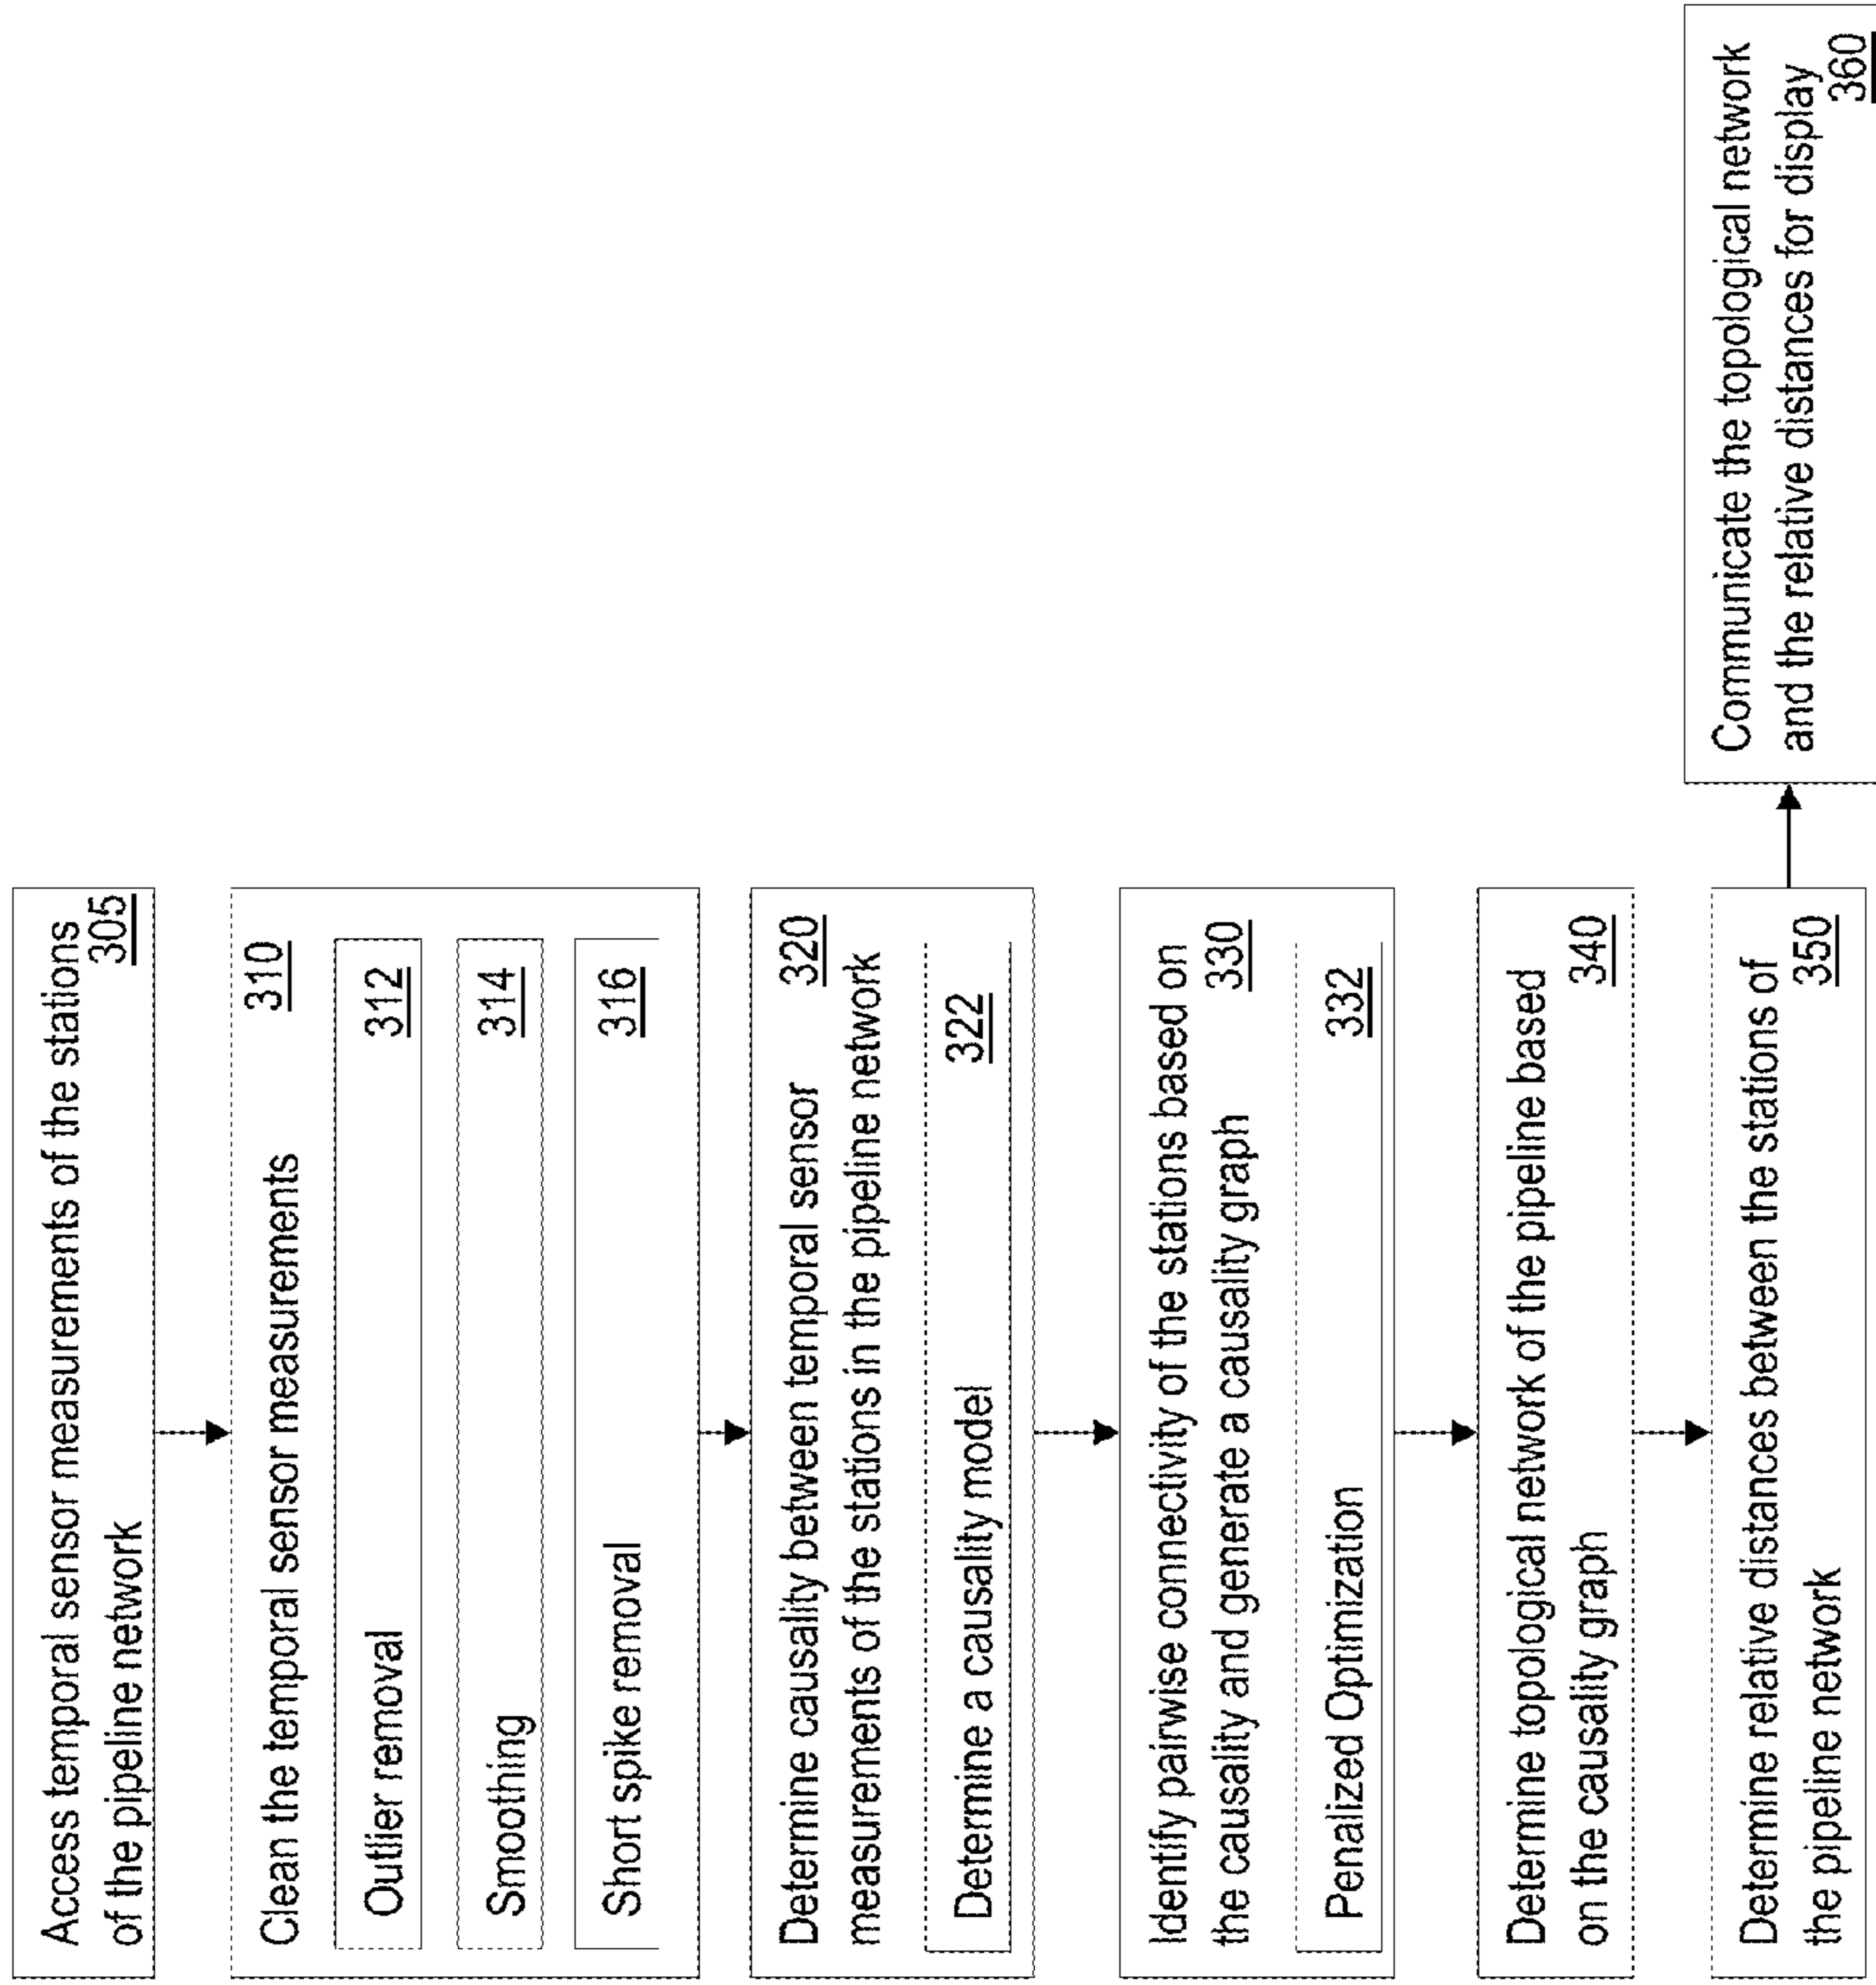 Access temporal sensor measurements of the stations
of the pipeline network
305
Clean the temporal sensor measurements
310
Outlier removal
312
Smoothing
314
Short spike removal
316
Determine causality between temporal sensor
320
measurements of the stations in the pipeline network
Determine a causality model
322
Identify pairwise connectivity of the stations based on
the causality and generate a causality graph
330
Penalized Optimization
332
Determine topological network of the pipeline based
on the causality graph
340
Determine relative distances between the stations of
the pipeline network
350
Communicate the topological network
and the relative distances for display
360